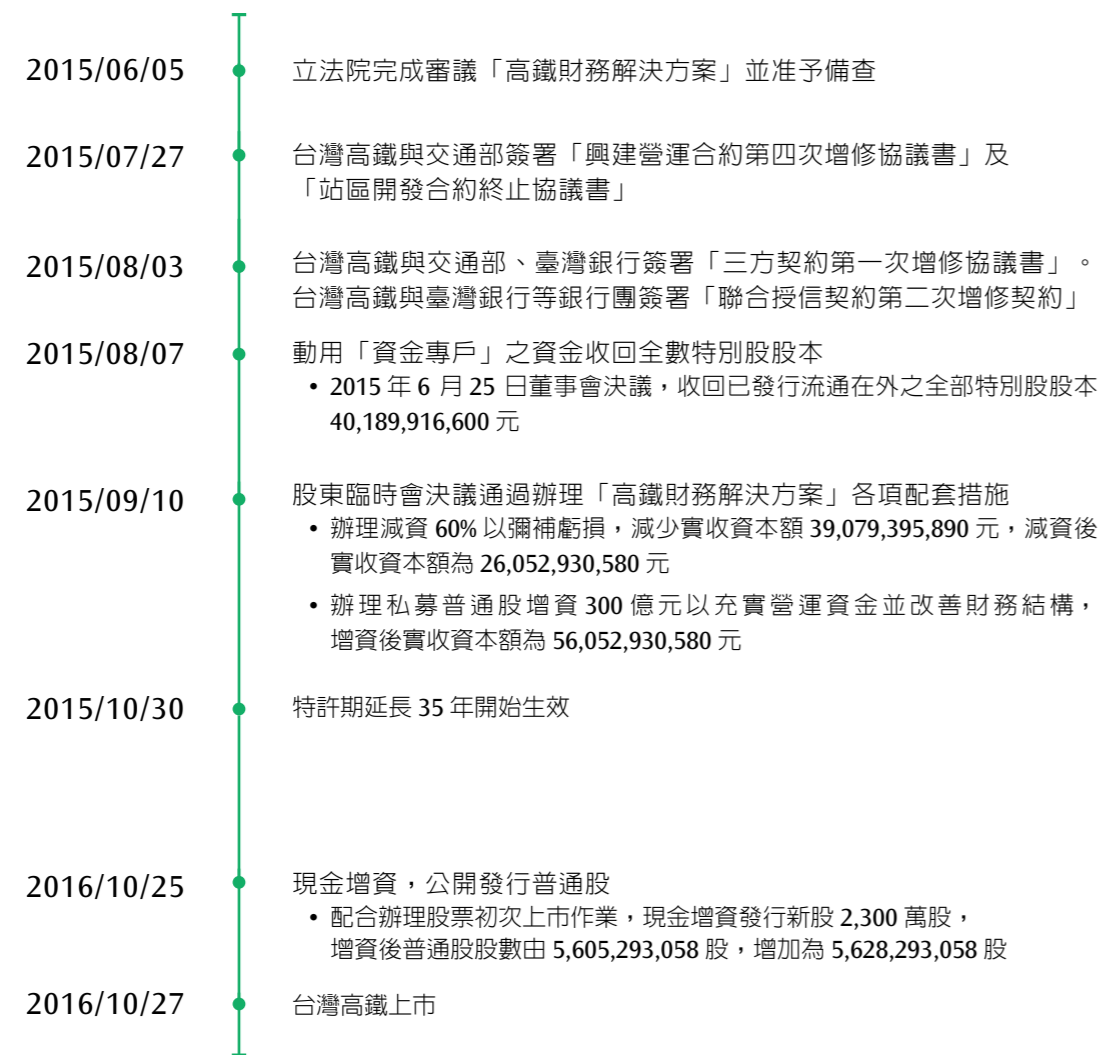 2015/06/05 立法院完成審議「高鐵財務解決方案」並准予備查
2015/07/27 台灣高鐵與交通部簽署「興建營運合約第四次增修協議書」及
「站區開發合約終止協議書」
2015/08/03 台灣高鐵與交通部、臺灣銀行簽署「三方契約第一次增修協議書」。
台灣高鐵與臺灣銀行等銀行團簽署「聯合授信契約第二次增修契約」
2015/08/07 動用「資金專戶」之資金收回全數特別股股本
• 2015 年 6 月 25 日董事會決議，收回已發行流通在外之全部特別股股本
40,189,916,600 元
2015/09/10 股東臨時會決議通過辦理「高鐵財務解決方案」各項配套措施
• 辦理減資 60% 以彌補虧損，減少實收資本額 39,079,395,890 元，減資後
實收資本額為 26,052,930,580 元
• 辦理私募普通股增資 300 億元以充實營運資金並改善財務結構，
增資後實收資本額為 56,052,930,580 元
2015/10/30 特許期延長 35 年開始生效
2016/10/25 現金增資，公開發行普通股
• 配合辦理股票初次上市作業，現金增資發行新股 2,300 萬股，
增資後普通股股數由 5,605,293,058 股，增加為 5,628,293,058 股
2016/10/27 台灣高鐵上市